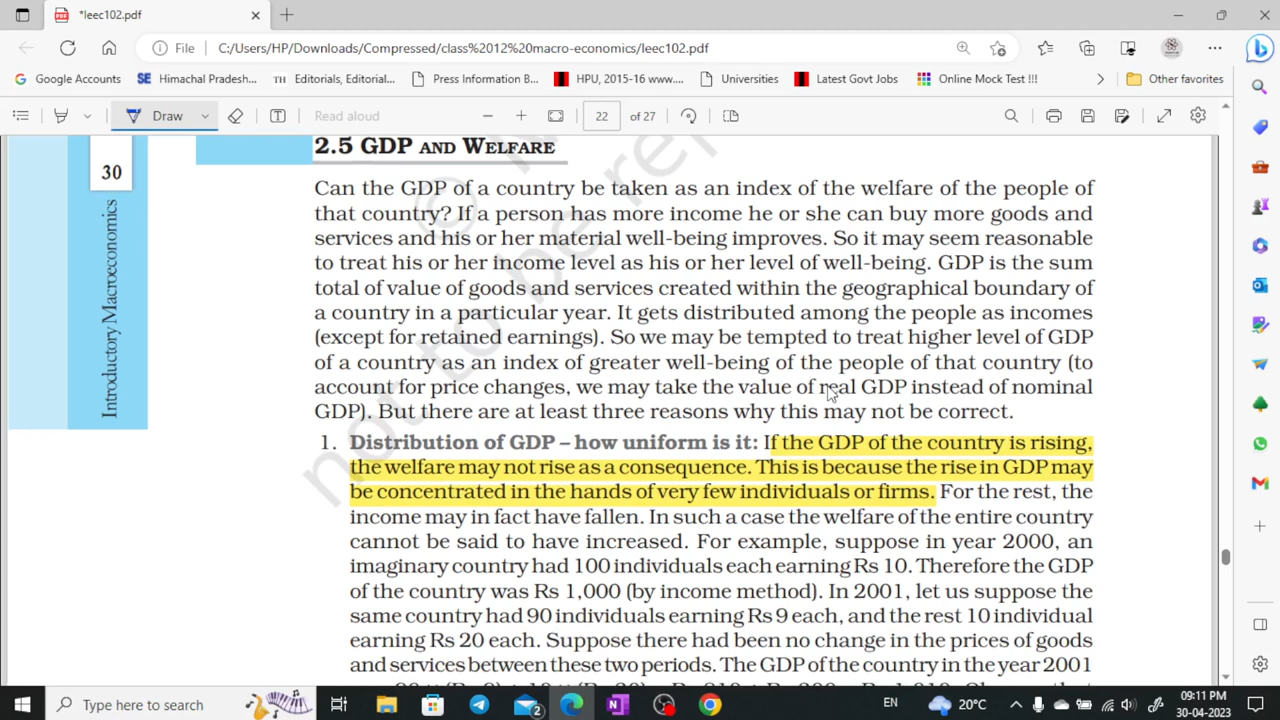 *leec102.pdf
File C:/Users/HP/Downloads/Compressed/class%2012%20macro-economics/leec102.pdf
Google Accounts SE Himachal Pradesh... TH Editorials, Editorial... Press Information B... HPU, 2015-16 www.... Universities Latest Govt Jobs Online Mock Test !!! Other favorites
Draw Read aloud 22 of 27
30
Introductory Macroeconomics
2.5 GDP AND WELFARE
Can the GDP of a country be taken as an index of the welfare of the people of
that country? If a person has more income he or she can buy more goods and
services and his or her material well-being improves. So it may seem reasonable
to treat his or her income level as his or her level of well-being. GDP is the sum
total of value of goods and services created within the geographical boundary of
a country in a particular year. It gets distributed among the people as incomes
(except for retained earnings). So we may be tempted to treat higher level of GDP
of a country as an index of greater well-being of the people of that country (to
account for price changes, we may take the value of real GDP instead of nominal
GDP). But there are at least three reasons why this may not be correct.
1. Distribution of GDP – how uniform is it: If the GDP of the country is rising,
the welfare may not rise as a consequence. This is because the rise in GDP may
be concentrated in the hands of very few individuals or firms. For the rest, the
income may in fact have fallen. In such a case the welfare of the entire country
cannot be said to have increased. For example, suppose in year 2000, an
imaginary country had 100 individuals each earning Rs 10. Therefore the GDP
of the country was Rs 1,000 (by income method). In 2001, let us suppose the
same country had 90 individuals earning Rs 9 each, and the rest 10 individual
earning Rs 20 each. Suppose there had been no change in the prices of goods
and services between these two periods. The GDP of the country in the year 2001
not to be re
©
Type here to search 2 EN 20°C 09:11 PM
30-04-2023